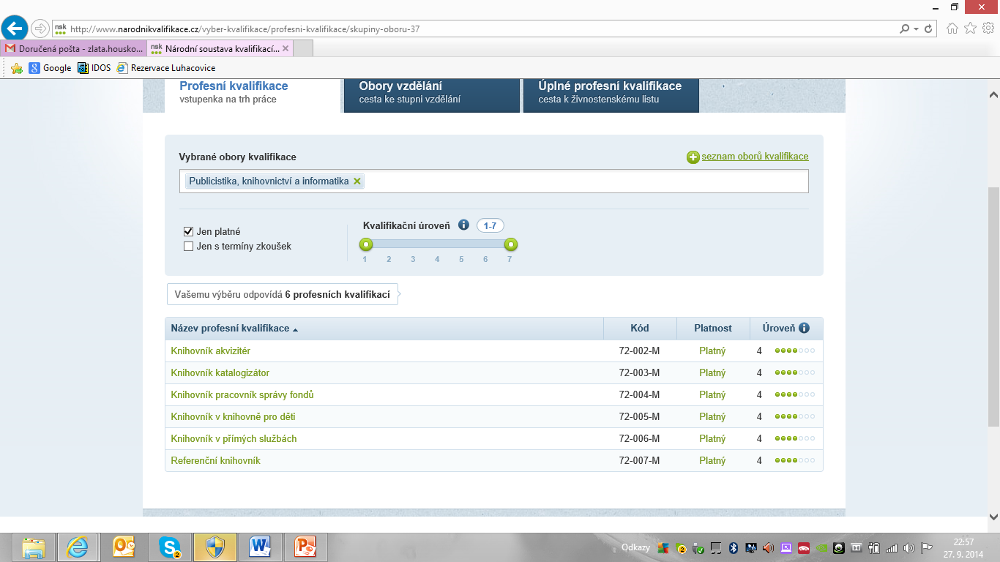 nsk http://www.narodnikvalifikace.cz/vyber-kvalifikace/profesni-kvalifikace/skupiny-oboru-37
Doručená pošta - zlata.housko... nsk Národní soustava kvalifikací...
Google IDOS Rezervace Luhacovice
Profesní kvalifikace
vstupenka na trh práce
Obory vzdělání
cesta ke stupni vzdělání
Úplné profesní kvalifikace
cesta k živnostenskému listu
Vybrané obory kvalifikace
seznam oborů kvalifikace
Publicistika, knihovnictví a informatika
Jen platné
Jen s termíny zkoušek
Kvalifikační úroveň 1-7
1 2 3 4 5 6 7
Vašemu výběru odpovídá 6 profesních kvalifikací
Název profesní kvalifikace Kód Platnost Úroveň
Knihovník akvizitér 72-002-M Platný 4
Knihovník katalogizátor 72-003-M Platný 4
Knihovník pracovník správy fondů 72-004-M Platný 4
Knihovník v knihovně pro děti 72-005-M Platný 4
Knihovník v přímých službách 72-006-M Platný 4
Referenční knihovník 72-007-M Platný 4
Odkazy
22:57
27. 9. 2014